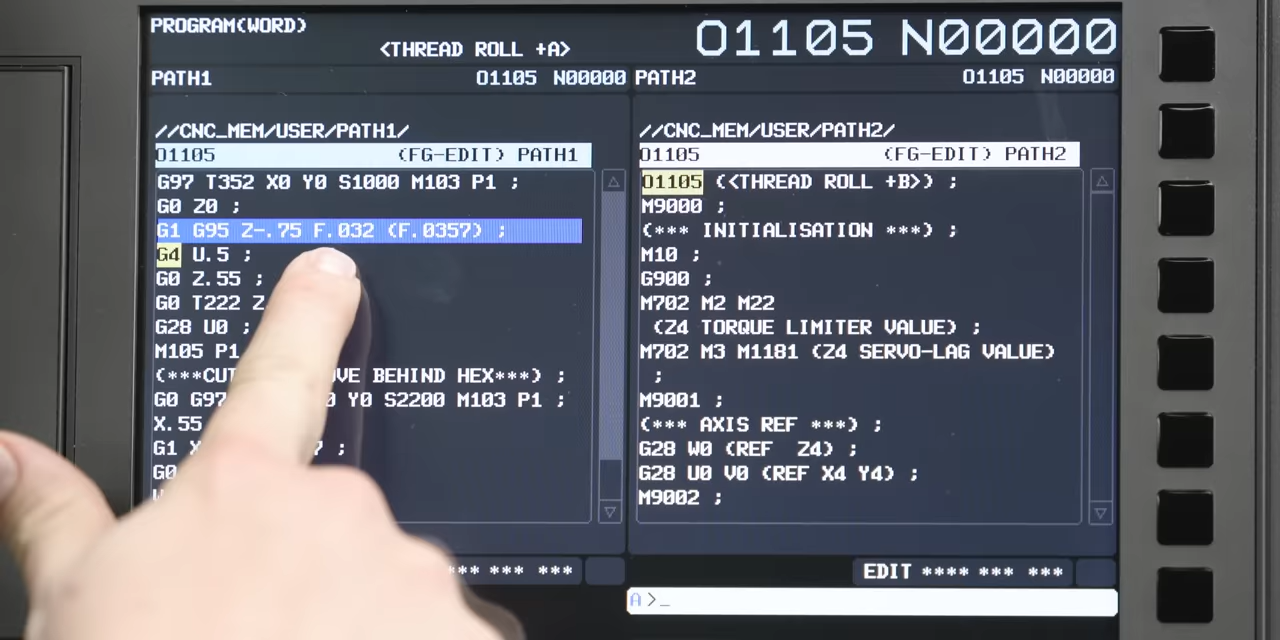 PROGRAM(WORD)
<THREAD ROLL +A>
O1105 N00000
PATH1 O1105 N00000
//CNC_MEM/USER/PATH1/
O1105 (FG-EDIT) PATH1
G97 T352 X0 Y0 S1000 M103 P1 ;
G0 Z0 ;
G1 G95 Z-.75 F.032 (F.0357) ;
G4 U.5 ;
G0 Z.55 ;
G0 T222 Z
G28 U0 ;
M105 P1
BEHIND HEX***) ;
G0 G97 Y0 S2200 M103 P1 ;
X.55
G1 ;
G0
*** ***
PATH2 O1105 N00000
//CNC_MEM/USER/PATH2/
O1105 (FG-EDIT) PATH2
O1105 (<THREAD ROLL +B>) ;
M9000 ;
(*** INITIALISATION ***) ;
M10 ;
G900 ;
M702 M2 M22
(Z4 TORQUE LIMITER VALUE) ;
M702 M3 M1181 (Z4 SERVO-LAG VALUE)
;
M9001 ;
(*** AXIS REF ***) ;
G28 W0 (REF Z4) ;
G28 U0 V0 (REF X4 Y4) ;
M9002 ;
EDIT **** *** ***
A >_